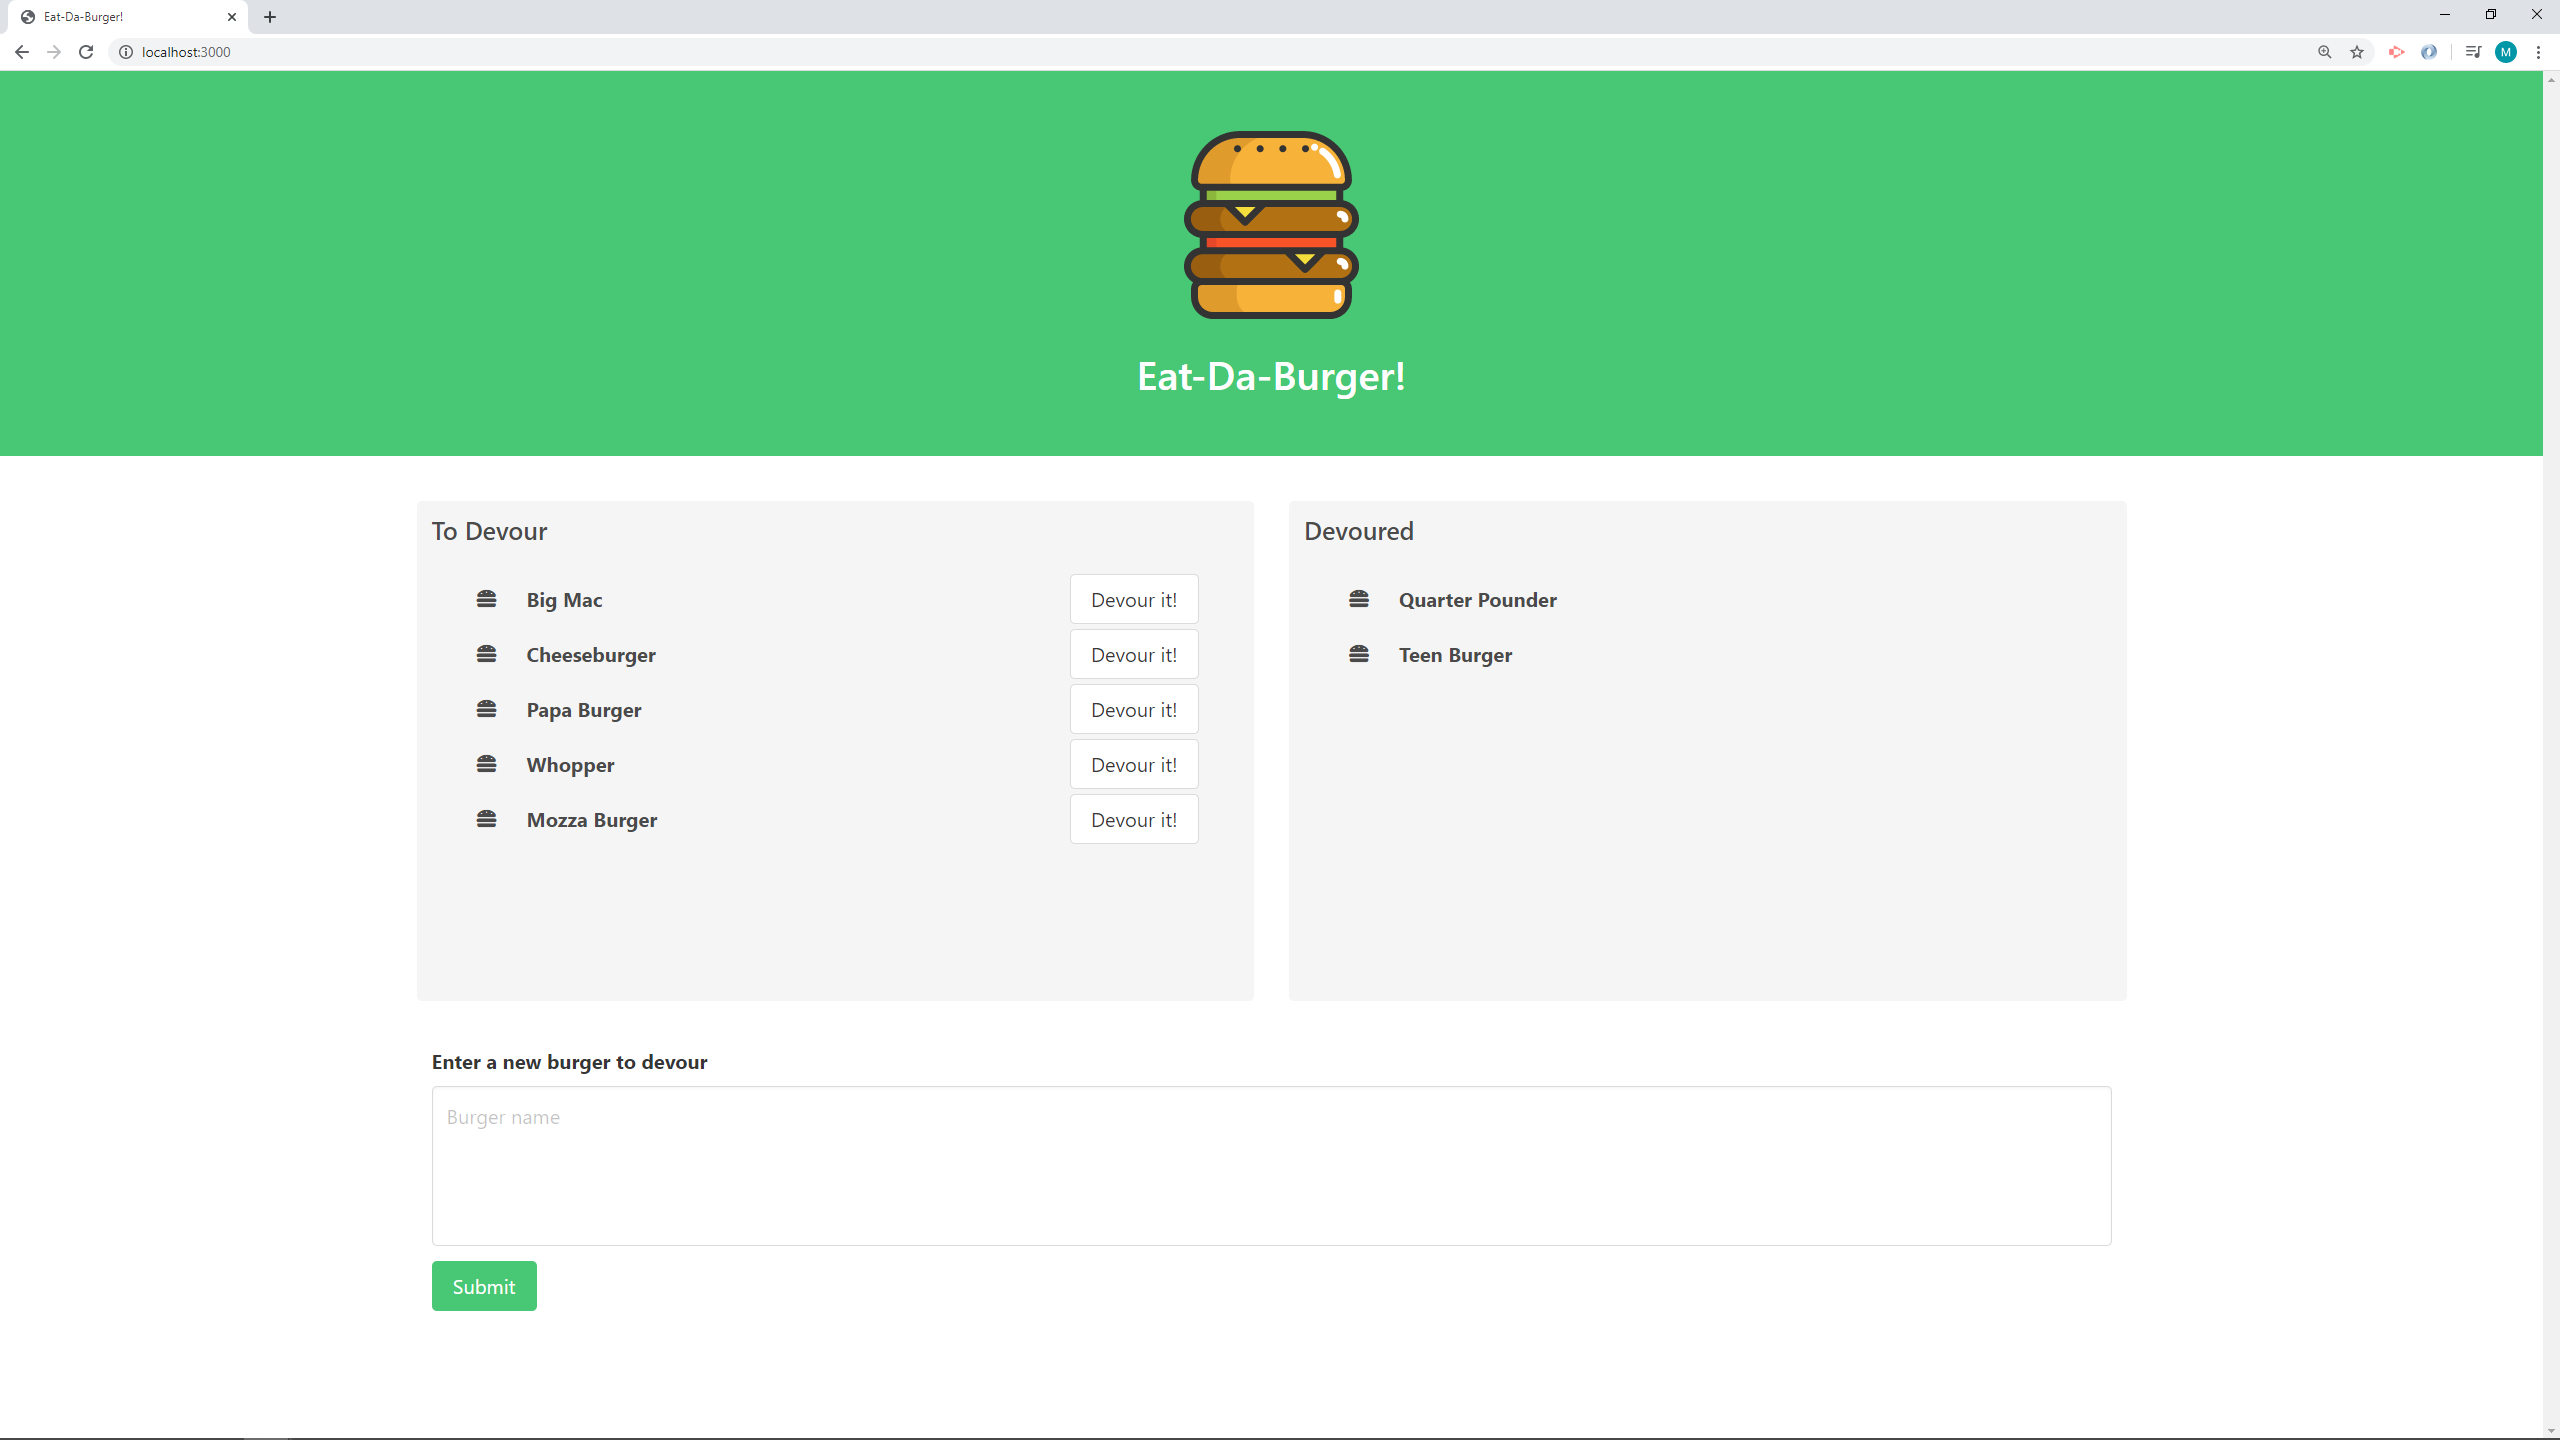 Eat-Da-Burger!
localhost:3000
M
Eat-Da-Burger!
To Devour
Big Mac
Devour it!
Cheeseburger
Devour it!
Papa Burger
Devour it!
Whopper
Devour it!
Mozza Burger
Devour it!
Devoured
Quarter Pounder
Teen Burger
Enter a new burger to devour
Burger name
Submit